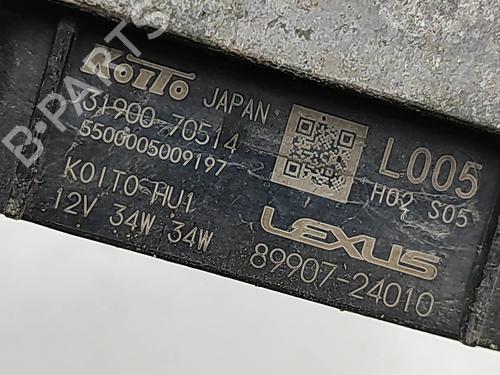 B-PARTS
KOITO JAPAN
31900-70514
5500005009197
L005
H02 S05
KOITO-HU1
12V 34W 34W
LEXUS
89907-24010